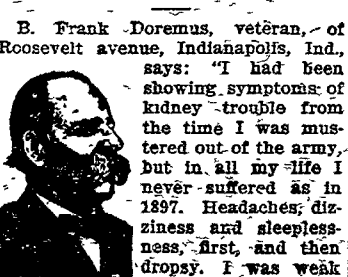 B. Frank Doremus, veteran, of
Roosevelt avenue, Indianapolis, Ind.,
says: "I had been
showing symptoms of
kidney trouble from
the time I was mus-
tered out of the army,
but in all my life I
never suffered as in
1897. Headaches, diz-
ziness and sleepless-
ness, first, and then
dropsy. I was weak